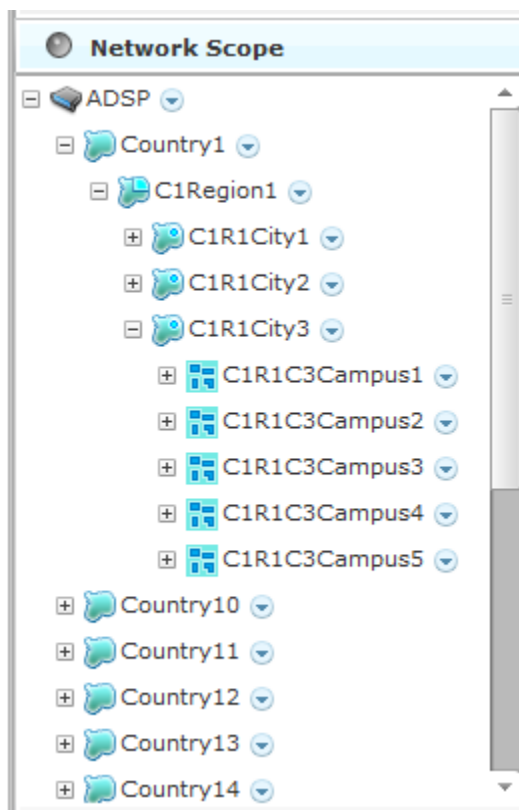 Network Scope
ADSP
Country1
C1Region1
C1R1City1
C1R1City2
C1R1City3
C1R1C3Campus1
C1R1C3Campus2
C1R1C3Campus3
C1R1C3Campus4
C1R1C3Campus5
Country10
Country11
Country12
Country13
Country14